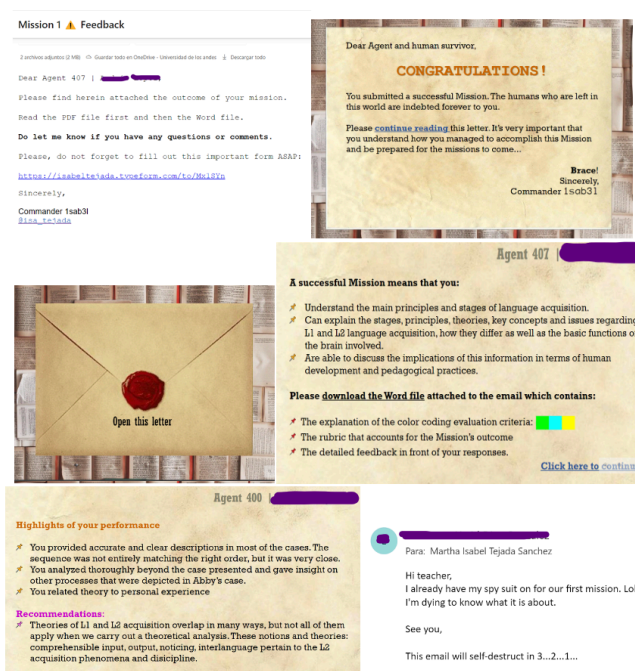 Mission 1 ⚠ Feedback
2 archivos adjuntos (2 MB) Guardar todo en OneDrive - Universidad de los andes Descargar todo
Dear Agent 407 |
Please find herein attached the outcome of your mission.
Read the PDF file first and then the Word file.
Do let me know if you have any questions or comments.
Please, do not forget to fill out this important form ASAP:
https://isabeltejada.typeform.com/to/Mx1SYn
Sincerely,
Commander 1sab3l
@isa_tejada
Dear Agent and human survivor,
CONGRATULATIONS!
You submitted a successful Mission. The humans who are left in
this world are indebted forever to you.
Please continue reading this letter. It's very important that
you understand how you managed to accomplish this Mission
and be prepared for the missions to come...
Brace!
Sincerely,
Commander 1sab3l
Open this letter
Agent 407 |
A successful Mission means that you:
Understand the main principles and stages of language acquisition.
Can explain the stages, principles, theories, key concepts and issues regarding
L1 and L2 language acquisition, how they differ as well as the basic functions of
the brain involved.
Are able to discuss the implications of this information in terms of human
development and pedagogical practices.
Please download the Word file attached to the email which contains:
The explanation of the color coding evaluation criteria:
The rubric that accounts for the Mission's outcome
The detailed feedback in front of your responses.
Click here to continue
Agent 400 |
Highlights of your performance
You provided accurate and clear descriptions in most of the cases. The
sequence was not entirely matching the right order, but it was very close.
You analyzed thoroughly beyond the case presented and gave insight on
other processes that were depicted in Abby's case.
You related theory to personal experience
Recommendations:
Theories of L1 and L2 acquisition overlap in many ways, but not all of them
apply when we carry out a theoretical analysis. These notions and theories:
comprehensible input, output, noticing, interlanguage pertain to the L2
acquisition phenomena and disicipline.
Para: Martha Isabel Tejada Sanchez
Hi teacher,
I already have my spy suit on for our first mission. Lol
I'm dying to know what it is about.
See you,
This email will self-destruct in 3...2...1...